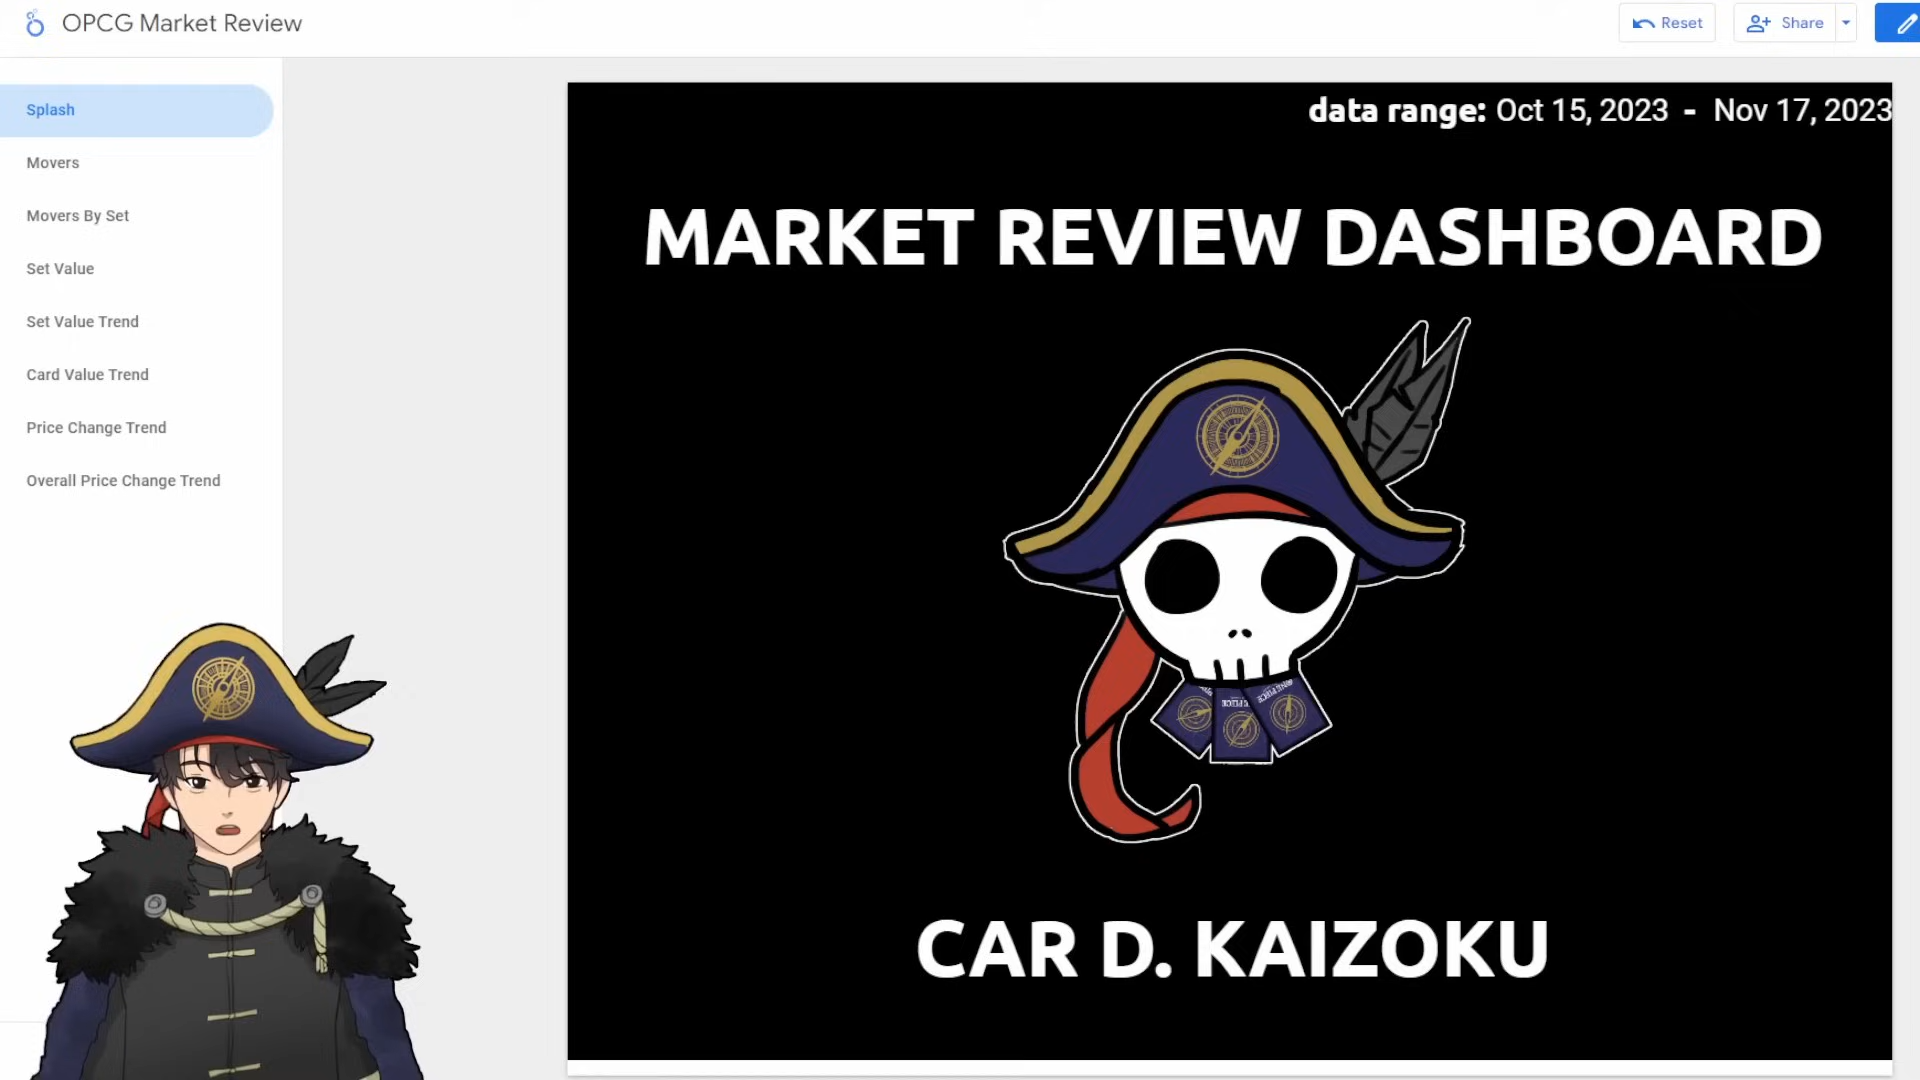 OPCG Market Review
Reset
Share
Splash
Movers
Movers By Set
Set Value
Set Value Trend
Card Value Trend
Price Change Trend
Overall Price Change Trend
data range: Oct 15, 2023 - Nov 17, 2023
MARKET REVIEW DASHBOARD
CAR D. KAIZOKU